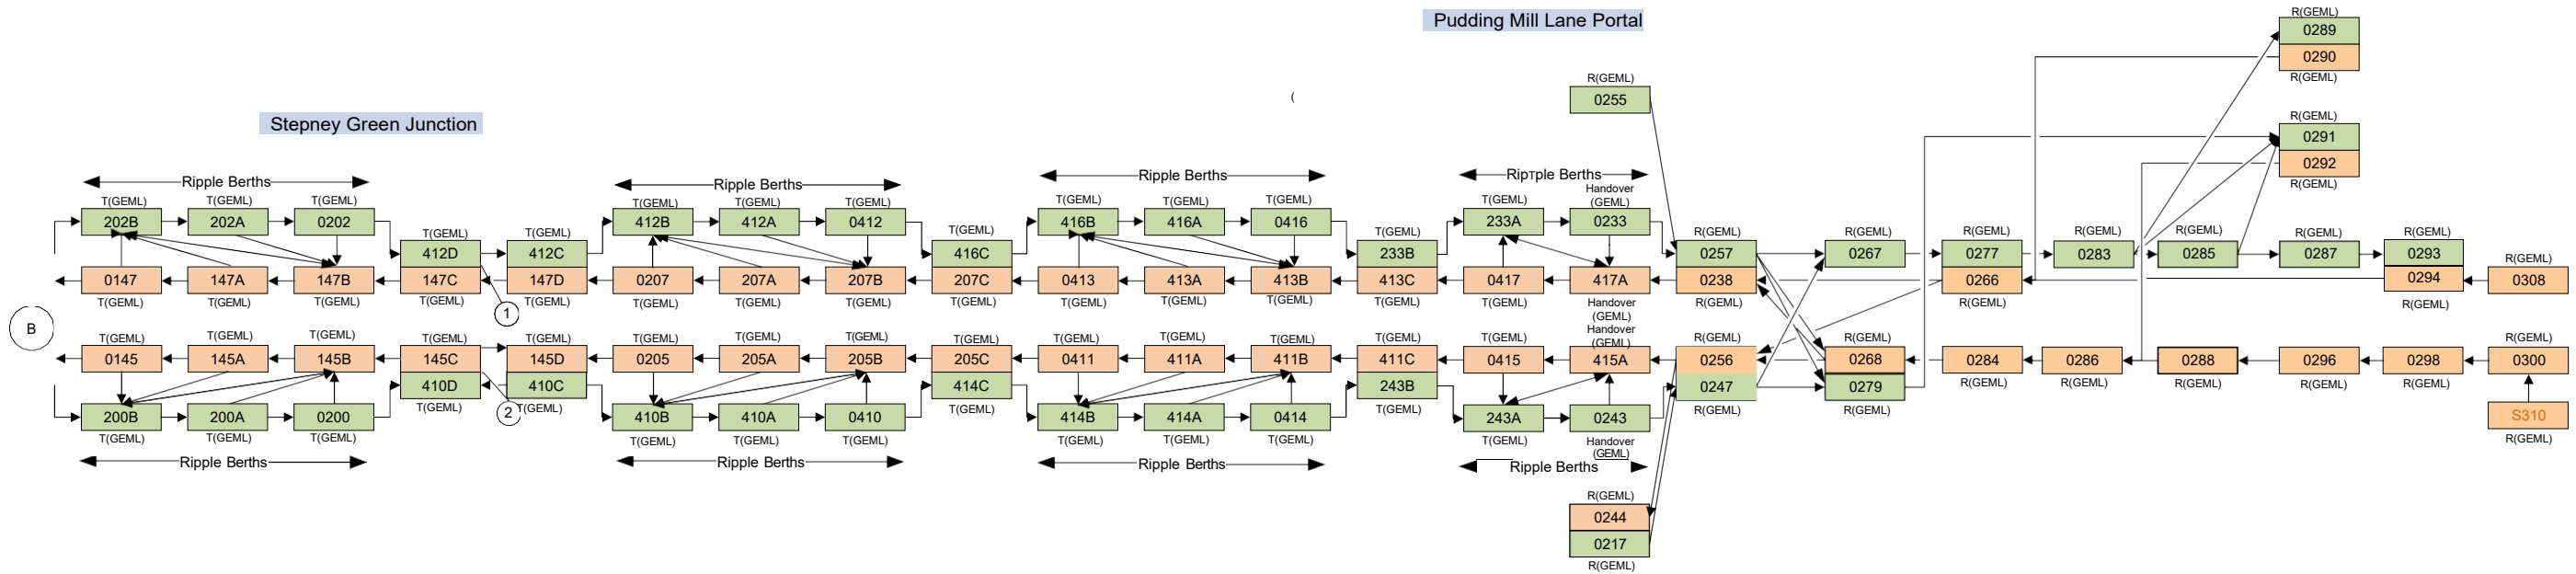 Pudding Mill Lane Portal
R(GEML)
0289
0290
R(GEML)
R(GEML)
0255
(
Stepney Green Junction
R(GEML)
0291
0292
R(GEML)
Ripple Berths
Ripple Berths
Ripple Berths
RipTple Berths
T(GEML) T(GEML) T(GEML)
T(GEML) T(GEML) T(GEML)
T(GEML) T(GEML) T(GEML)
T(GEML) Handover
(GEML)
202B 202A 0202
412B 412A 0412
416B 416A 0416
233A 0233
T(GEML) T(GEML) T(GEML) T(GEML) R(GEML) R(GEML) R(GEML) R(GEML) R(GEML) R(GEML) R(GEML)
412D 412C 416C 233B 0257 0267 0277 0283 0285 0287 0293
0147 147A 147B 147C 147D 0207 207A 207B 207C 0413 413A 413B 413C 0417 417A 0238 0266 0294 0308
R(GEML)
T(GEML) T(GEML) T(GEML) T(GEML) T(GEML) T(GEML) T(GEML) T(GEML) T(GEML) T(GEML) T(GEML) T(GEML) T(GEML) T(GEML) Handover
(GEML)
R(GEML) R(GEML) R(GEML)
1
B
T(GEML) T(GEML) T(GEML) T(GEML) T(GEML) T(GEML) T(GEML) T(GEML) T(GEML) T(GEML) T(GEML) T(GEML) T(GEML) T(GEML) Handover
(GEML)
R(GEML) R(GEML) R(GEML)
0145 145A 145B 145C 145D 0205 205A 205B 205C 0411 411A 411B 411C 0415 415A 0256 0268 0284 0286 0288 0296 0298 0300
R(GEML) R(GEML) R(GEML) R(GEML) R(GEML)
410D 410C 414C 243B 0247 0279
T(GEML) T(GEML) T(GEML) T(GEML) R(GEML) R(GEML)
2
200B 200A 0200
410B 410A 0410
414B 414A 0414
243A 0243
S310
R(GEML)
T(GEML) T(GEML) T(GEML)
T(GEML) T(GEML) T(GEML)
T(GEML) T(GEML) T(GEML)
T(GEML) Handover
(GEML)
Ripple Berths
Ripple Berths
Ripple Berths
Ripple Berths
R(GEML)
0244
0217
R(GEML)